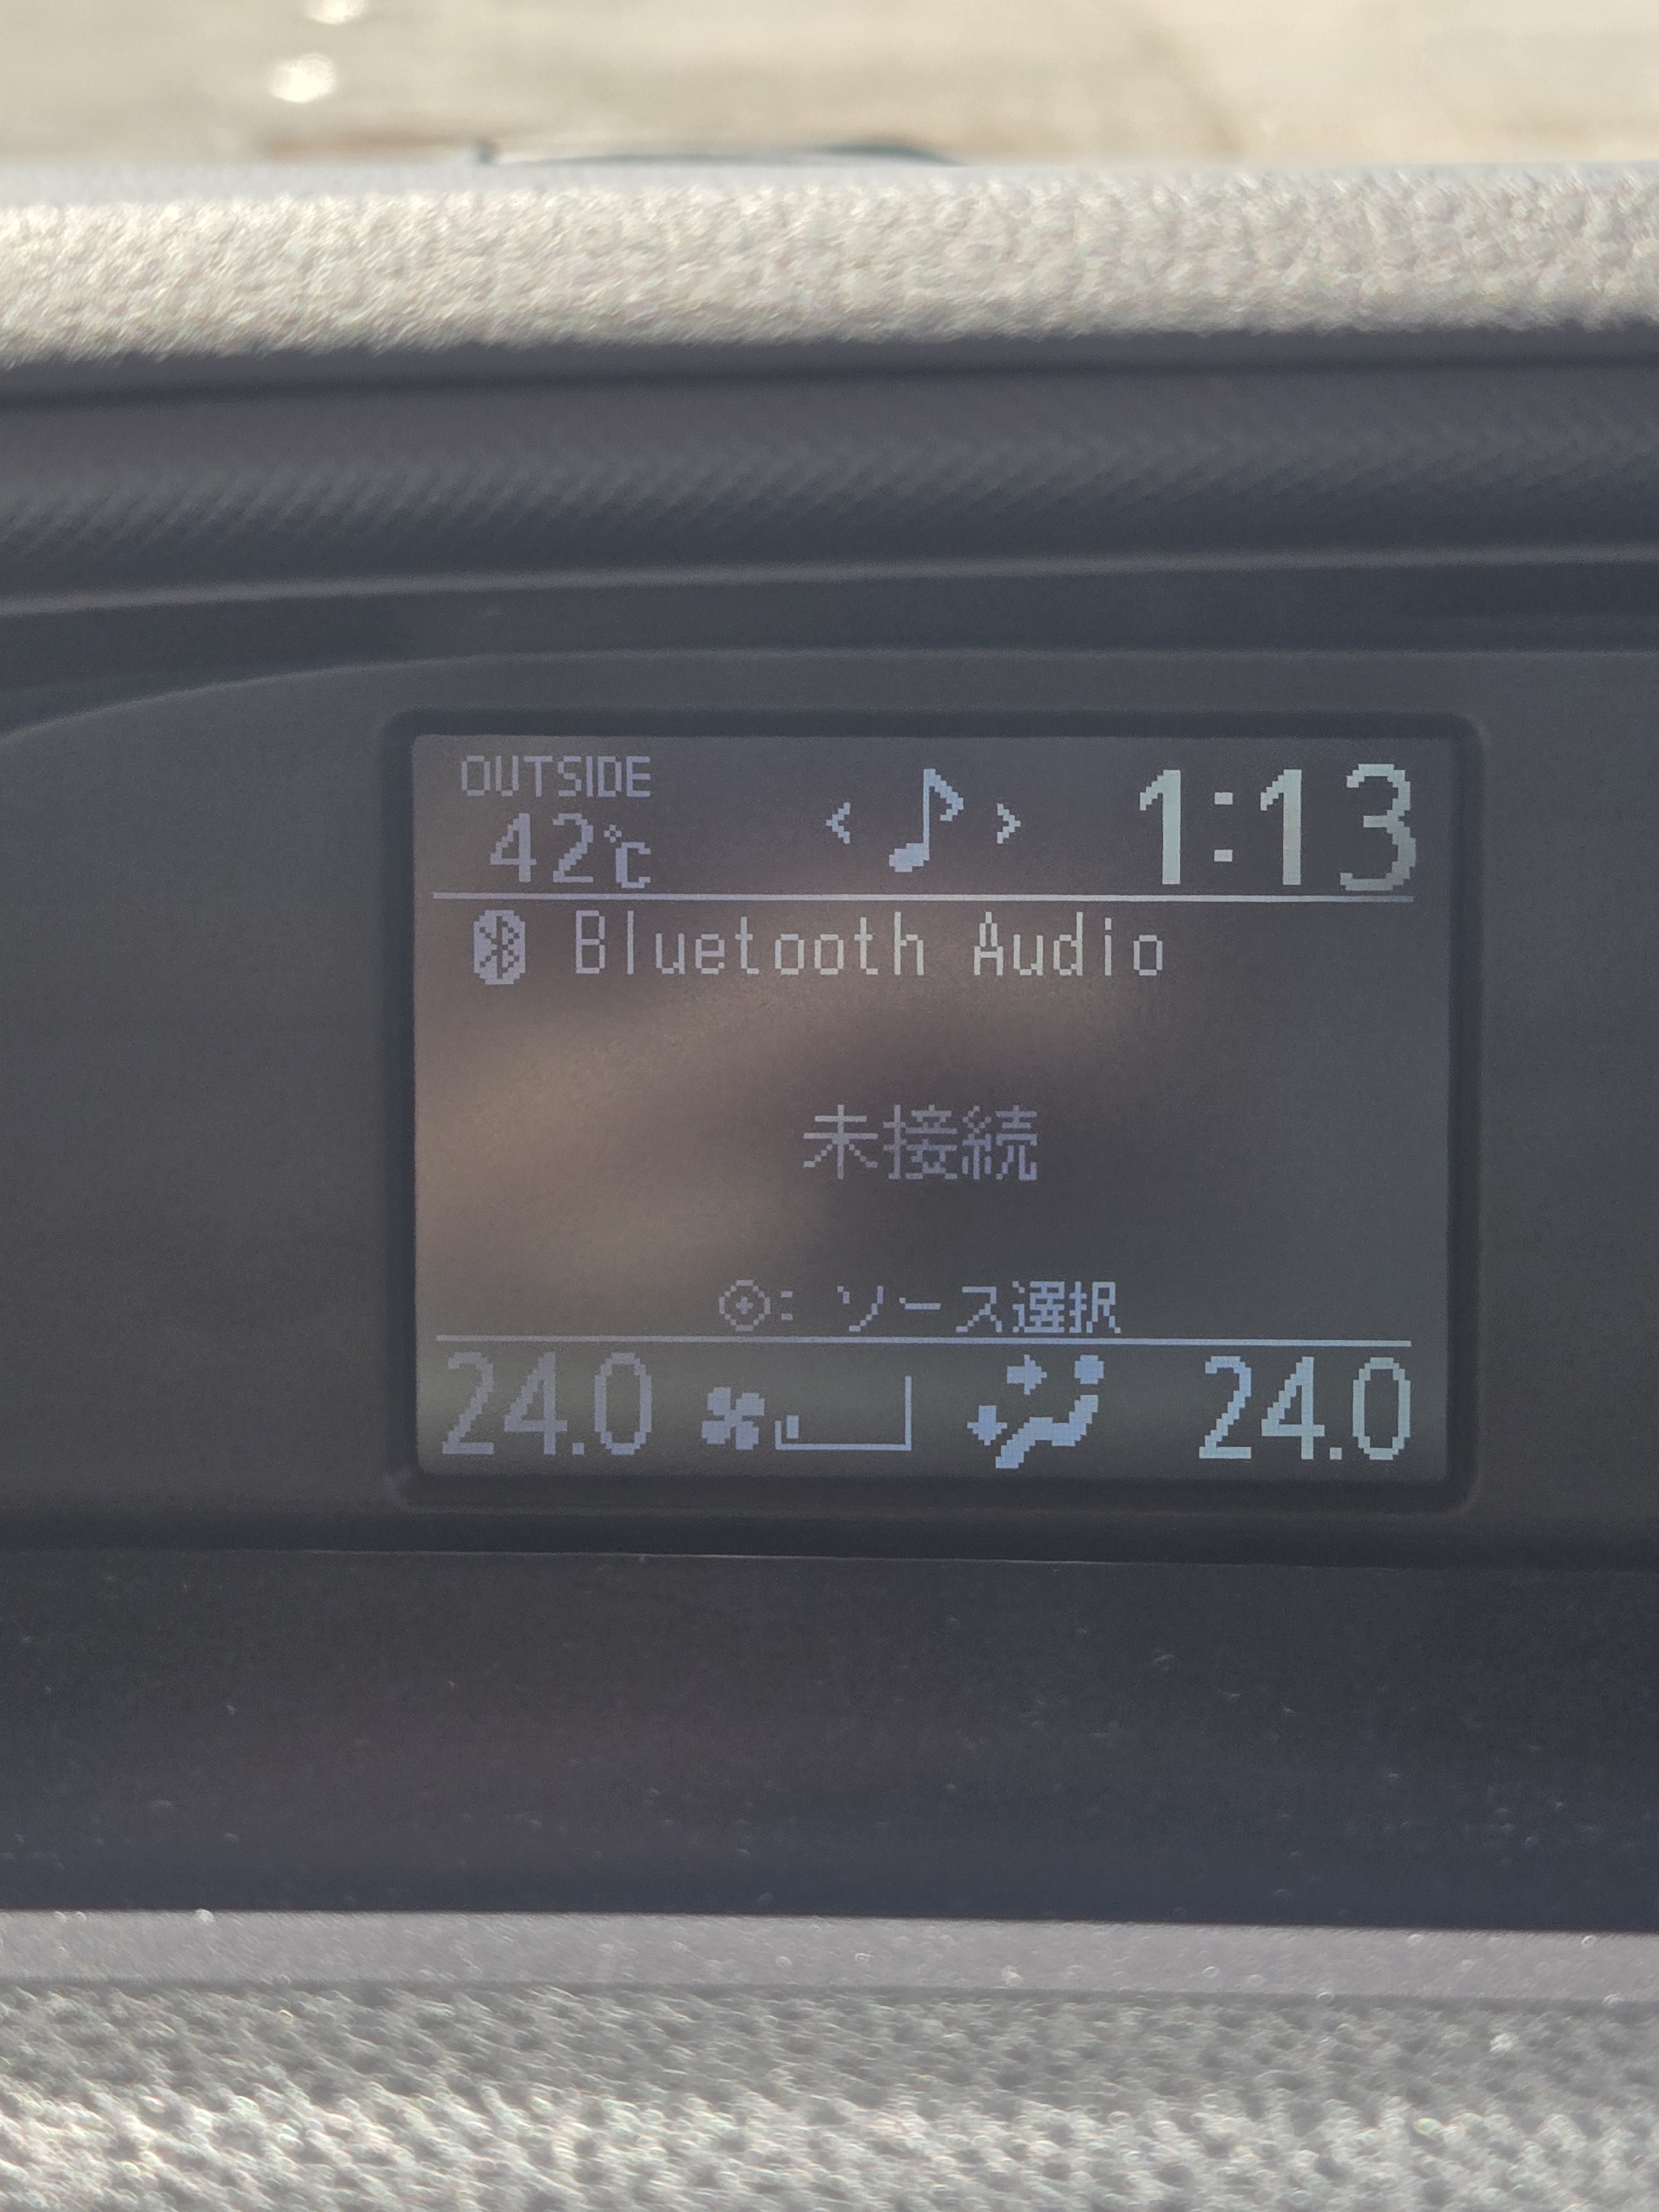 OUTSIDE
42℃
1:13
Bluetooth Audio
未接続
: ソース選択
24.0 24.0